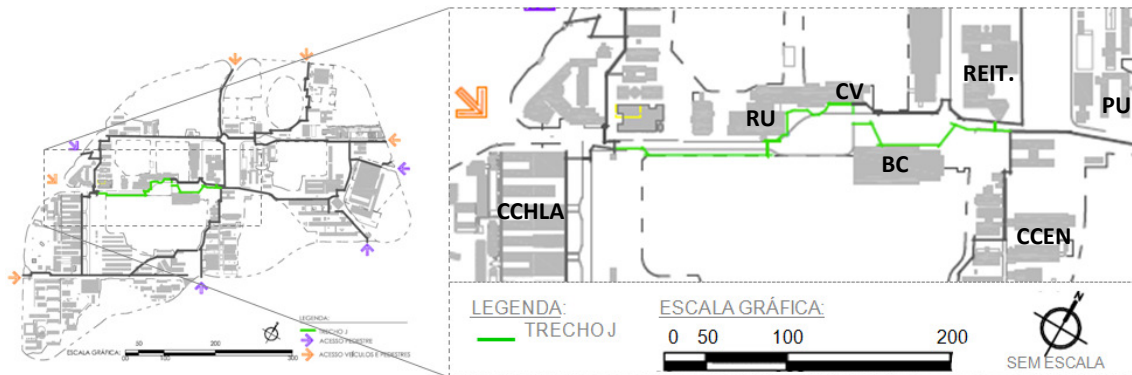 REIT.
CV
PU
RU
BC
CCHLA
CCEN
LEGENDA:
TRECHO J
ACESSO PEDESTRE
ACESSO VEÍCULOS E PEDESTRES
ESCALA GRÁFICA:
200
100
200
LEGENDA:
TRECHO J
ESCALA GRÁFICA:
0 50 100 200
N
SEM ESCALA